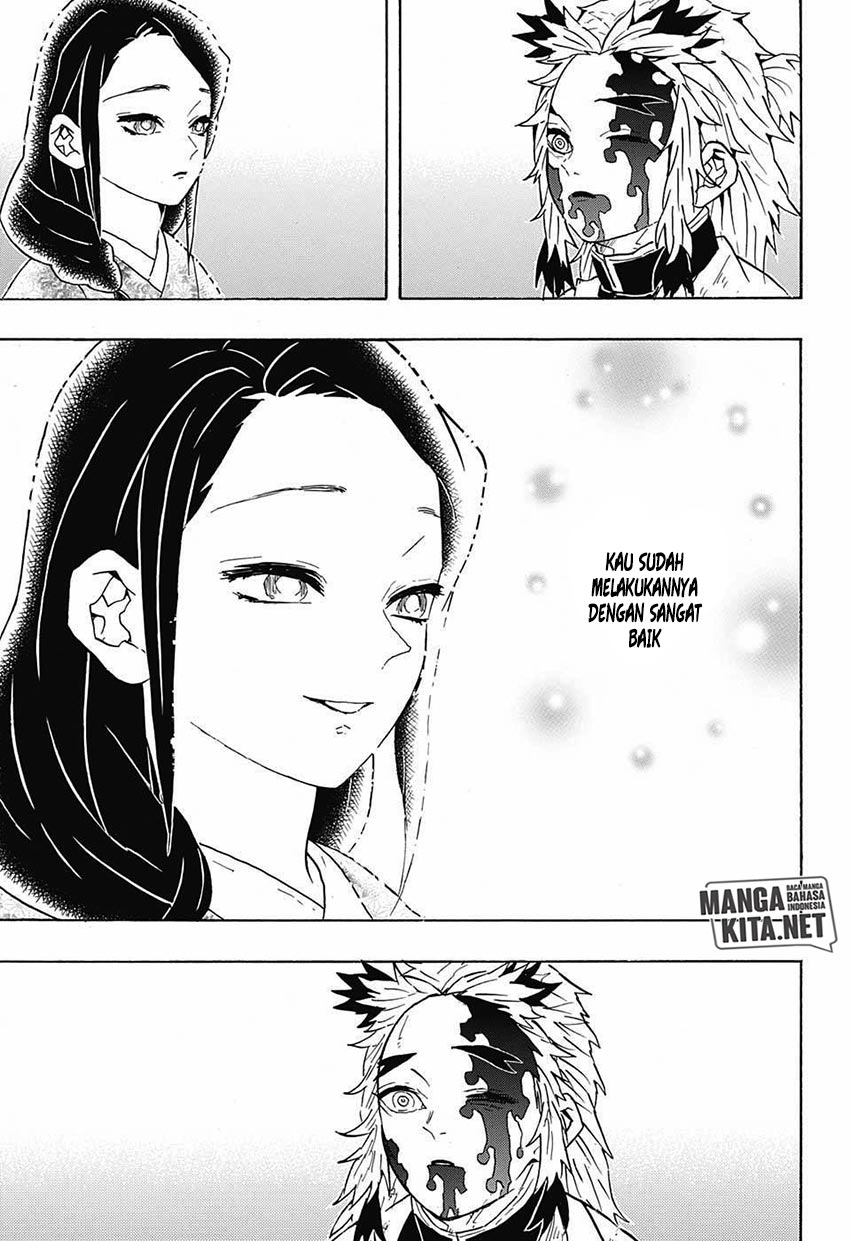 KAU SUDAH
MELAKUKANNYA
DENGAN SANGAT
BAIK
MANGA
BACA MANGA
BAHASA
INDONESIA
KITA.NET